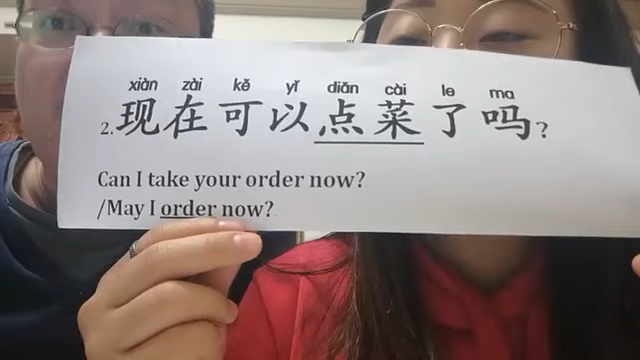 xiàn zài kě yǐ diǎn cài le ma
2.现在可以点菜了吗?
Can I take your order now?
/May I order now?